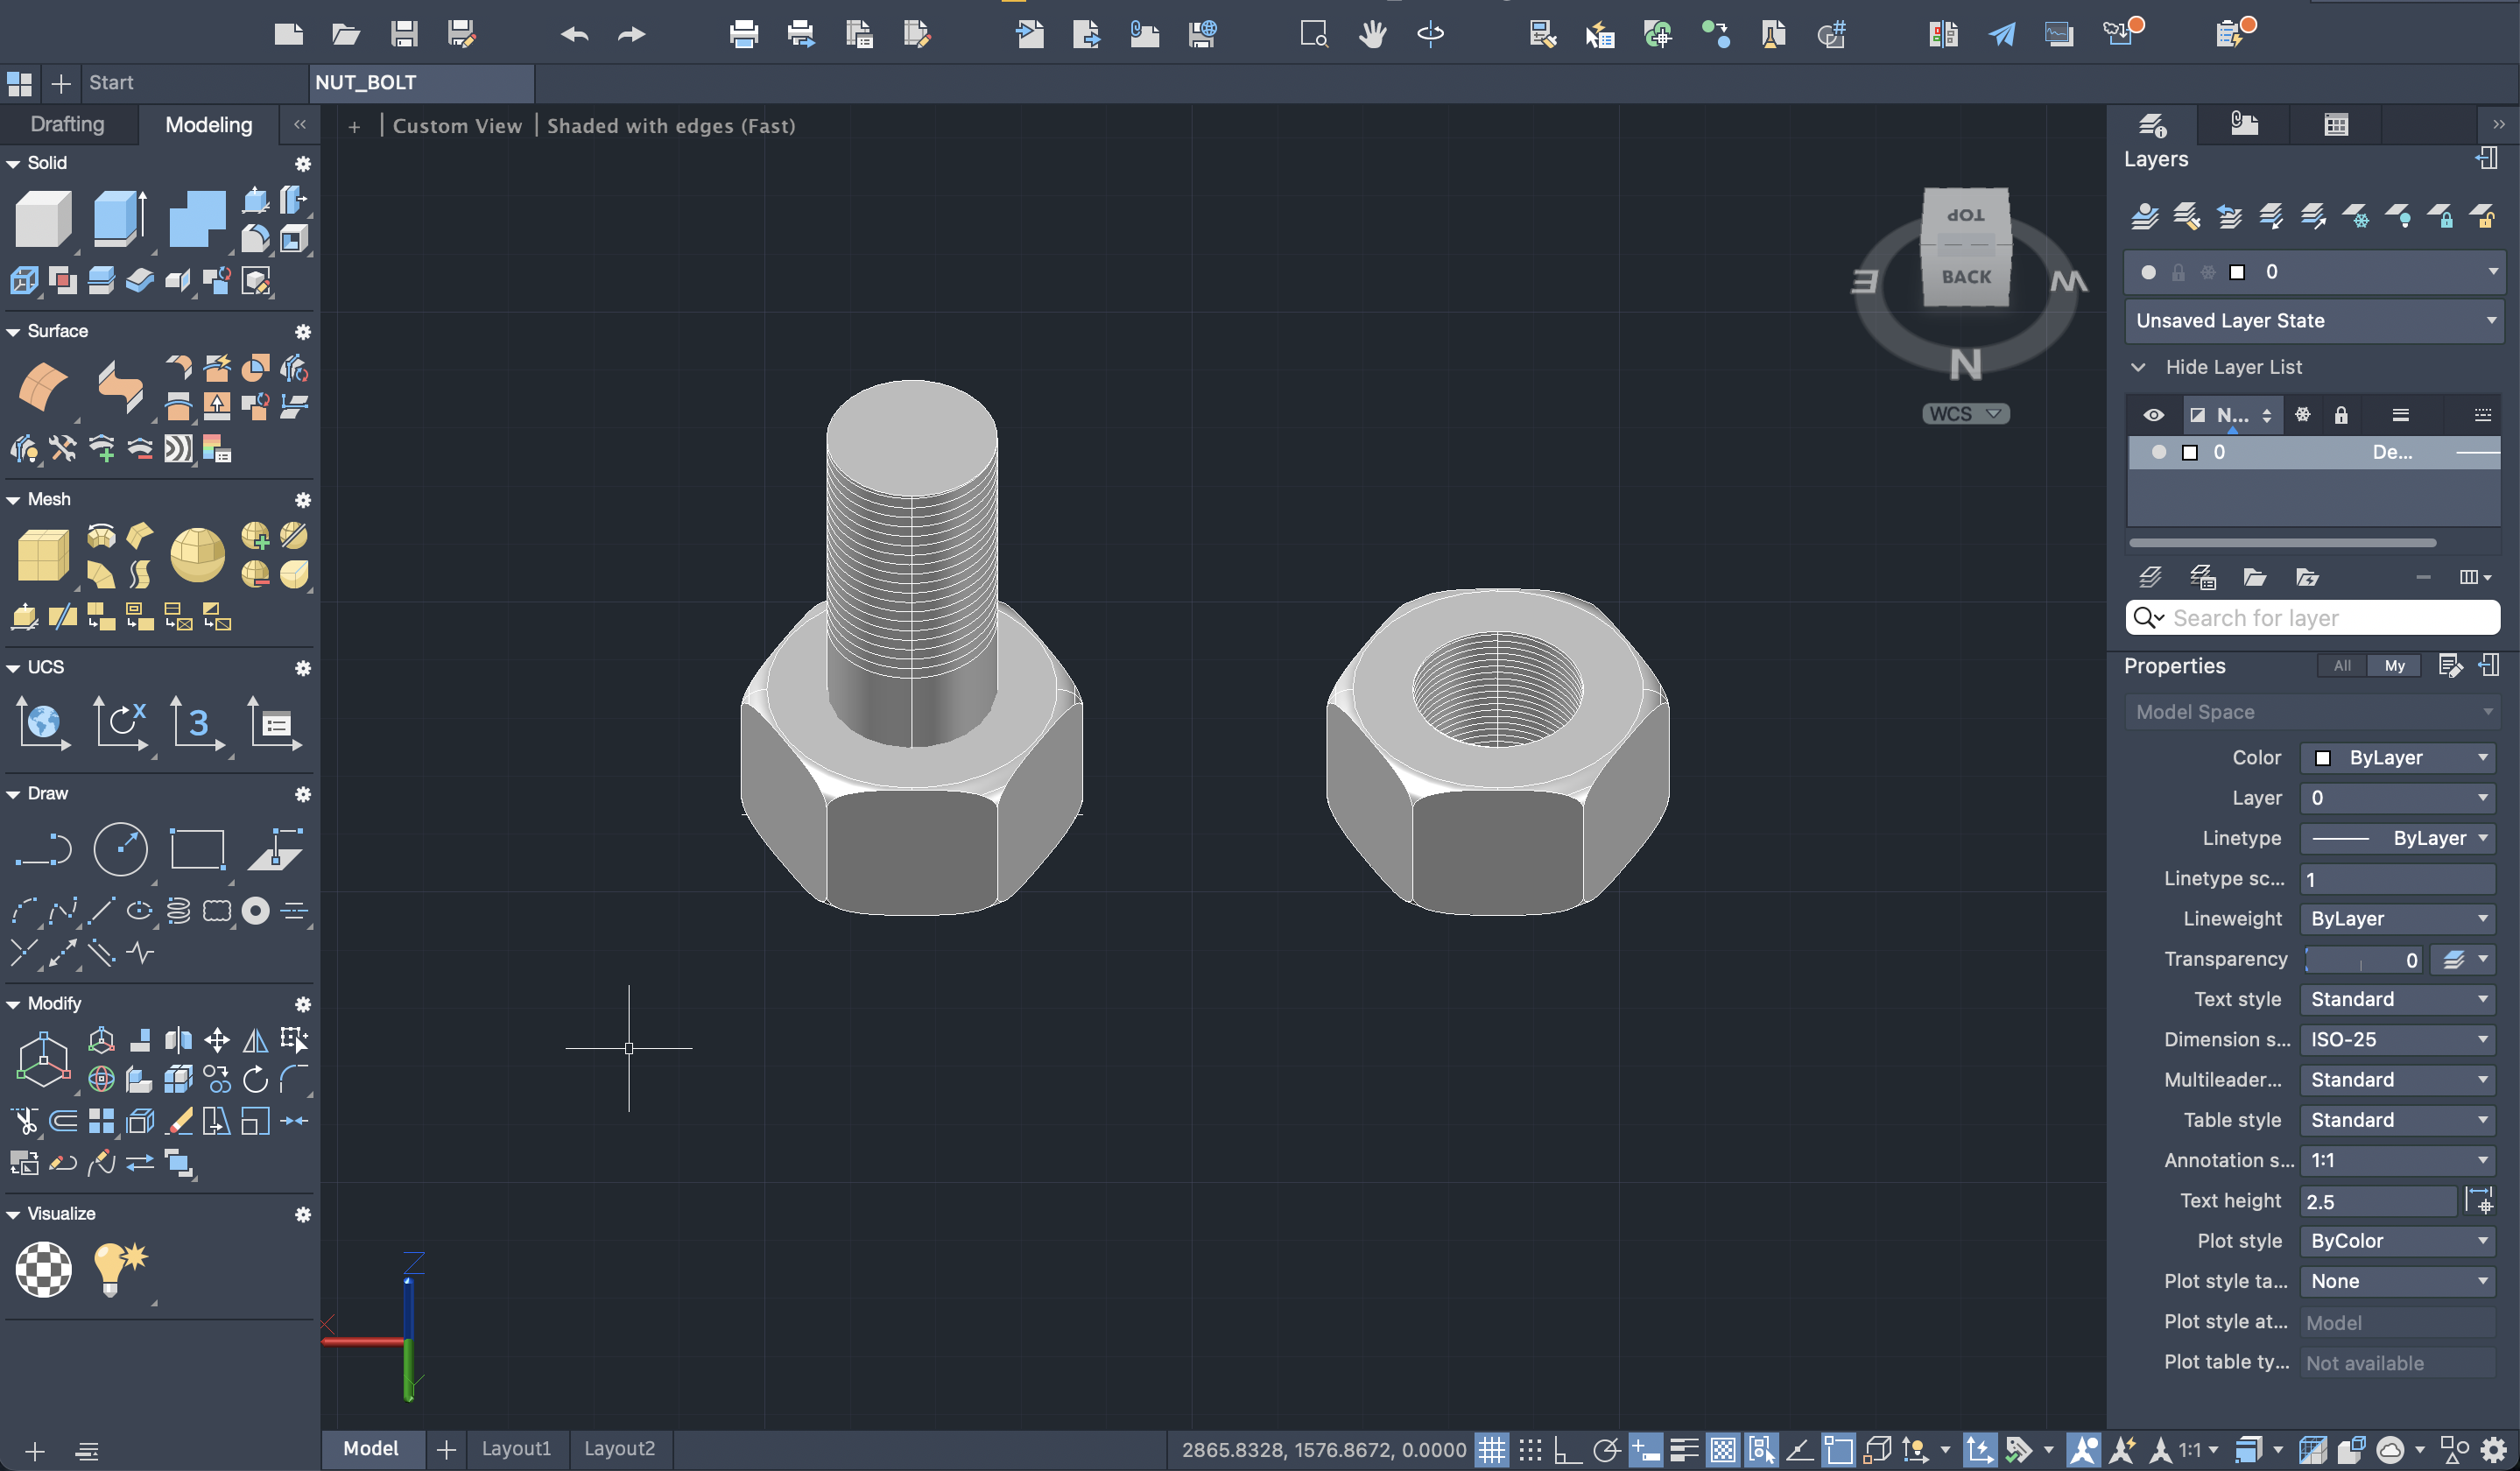 Start
NUT_BOLT
Drafting
Modeling
+ | Custom View | Shaded with edges (Fast)
Solid
Surface
Mesh
UCS
X
3
Draw
Modify
Visualize
TOP
BACK
E
W
N
WCS
Z
X
Y
Layers
0
Unsaved Layer State
Hide Layer List
N...
0 De...
Search for layer
Properties
All My
Model Space
Color ByLayer
Layer 0
Linetype ByLayer
Linetype sc... 1
Lineweight ByLayer
Transparency 0
Text style Standard
Dimension s... ISO-25
Multileader... Standard
Table style Standard
Annotation s... 1:1
Text height 2.5
Plot style ByColor
Plot style ta... None
Plot style at... Model
Plot table ty... Not available
Model
Layout1
Layout2
2865.8328, 1576.8672, 0.0000
1:1